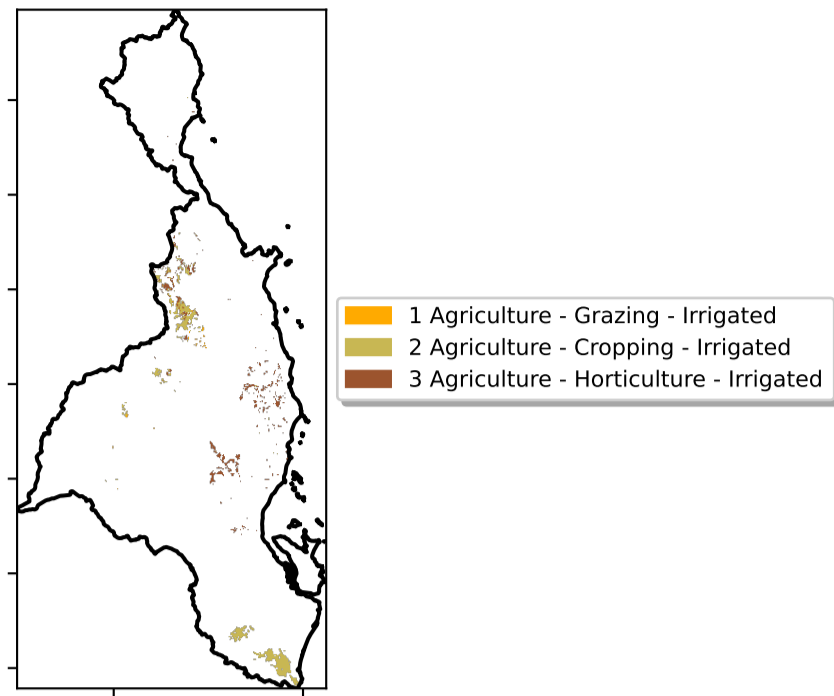 1 Agriculture - Grazing - Irrigated
2 Agriculture - Cropping - Irrigated
3 Agriculture - Horticulture - Irrigated